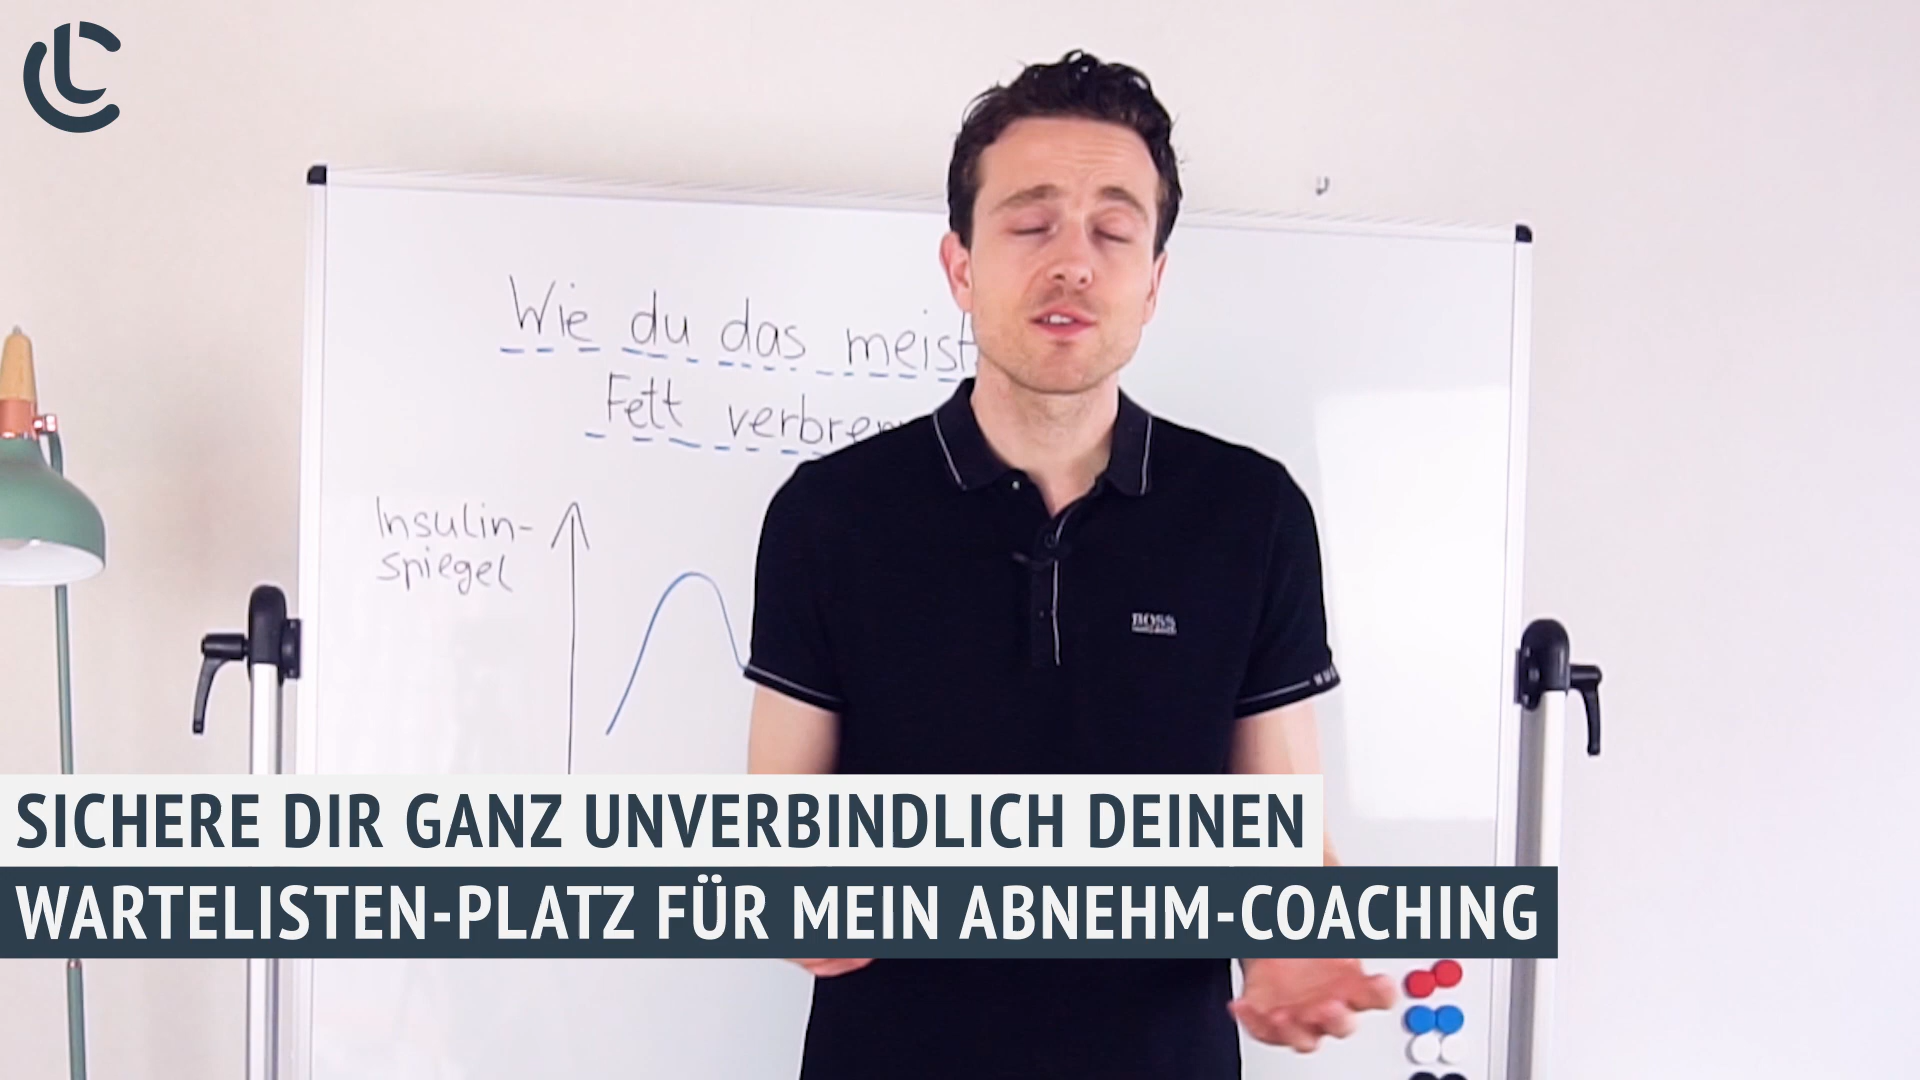 Wie du das meist
Fett verbren
Insulin-
spiegel
BOSS
SICHERE DIR GANZ UNVERBINDLICH DEINEN
WARTELISTEN-PLATZ FÜR MEIN ABNEHM-COACHING